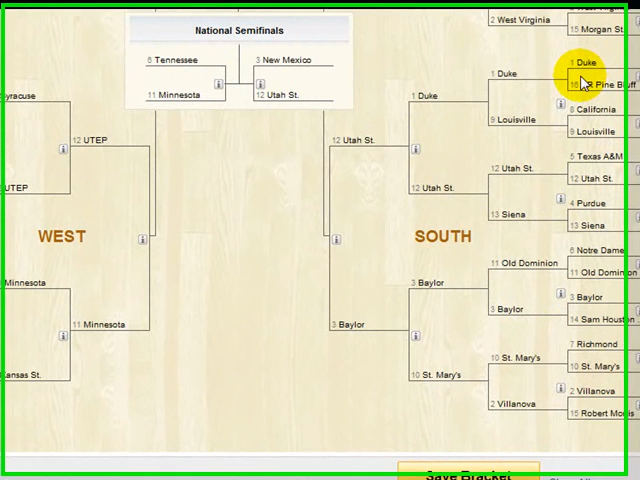 National Semifinals
6 Tennessee
11 Minnesota
3 New Mexico
12 Utah St.
Syracuse
UTEP
12 UTEP
WEST
Minnesota
Kansas St.
11 Minnesota
12 Utah St.
3 Baylor
SOUTH
1 Duke
12 Utah St.
3 Baylor
10 St. Mary's
1 Duke
9 Louisville
12 Utah St.
13 Siena
11 Old Dominion
3 Baylor
10 St. Mary's
2 Villanova
2 West Virginia
15 Morgan St.
1 Duke
Pine Bluff
8 California
9 Louisville
5 Texas A&M
12 Utah St.
4 Purdue
13 Siena
6 Notre Dame
11 Old Dominion
3 Baylor
14 Sam Houston
7 Richmond
10 St. Mary's
2 Villanova
15 Robert Morris
Save Bracket